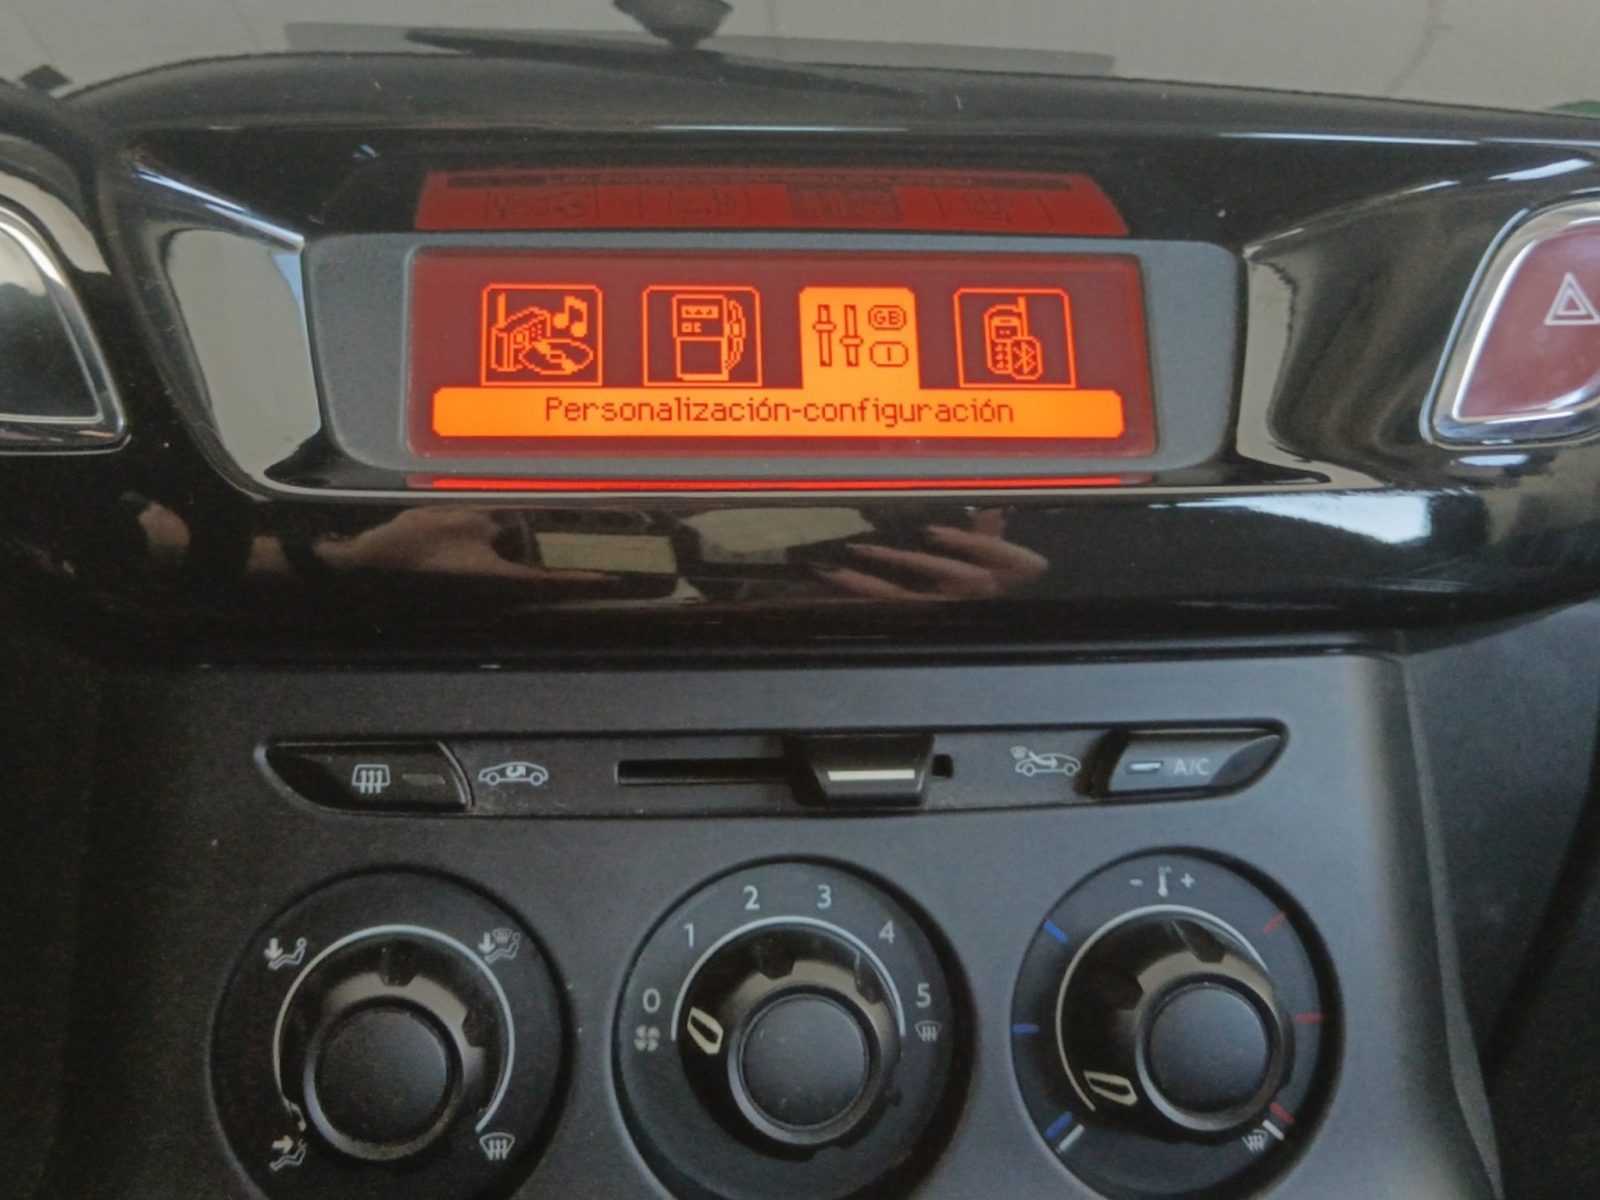 GB
I
Personalización-configuración
A/C
0 1 2 3 4 5
- +